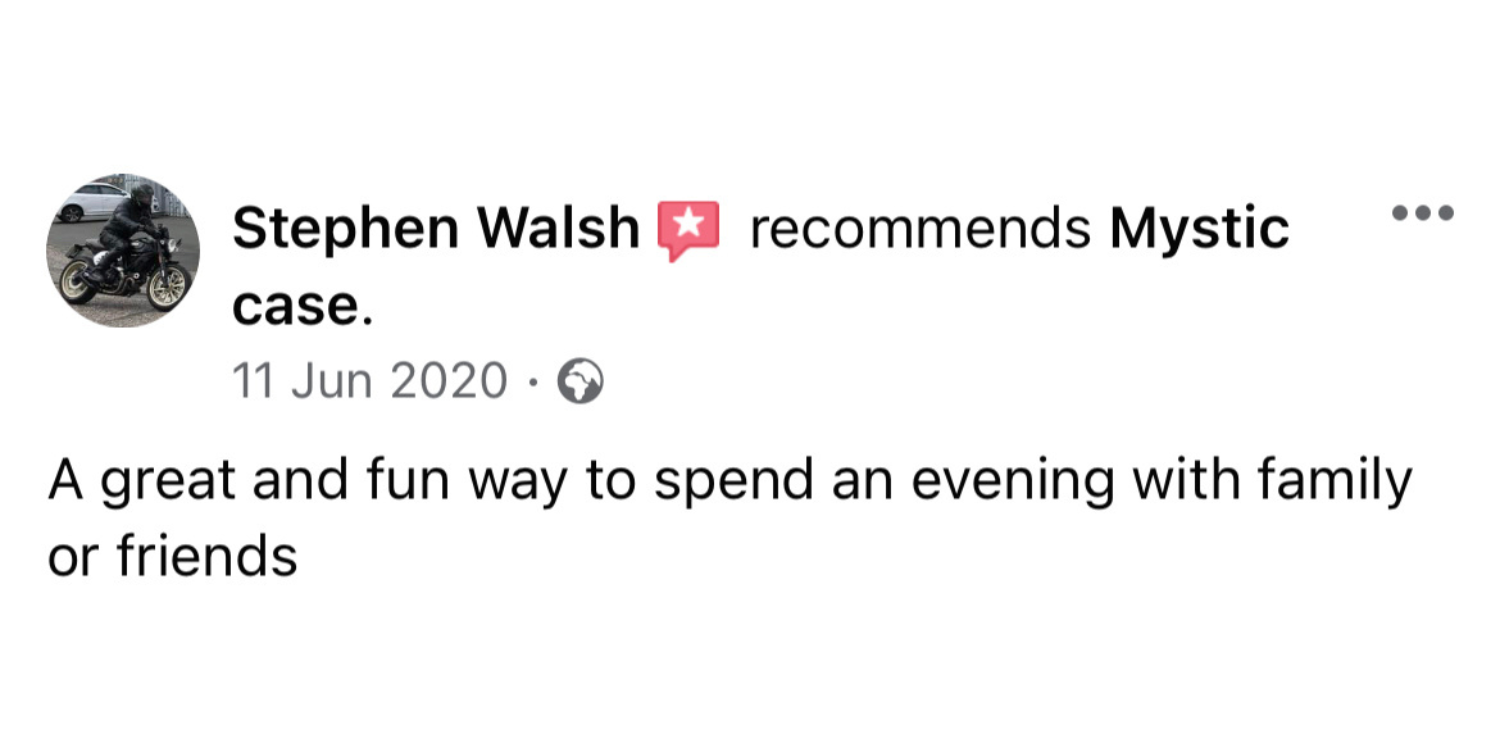 Stephen Walsh recommends Mystic
case.
11 Jun 2020 ·
A great and fun way to spend an evening with family
or friends